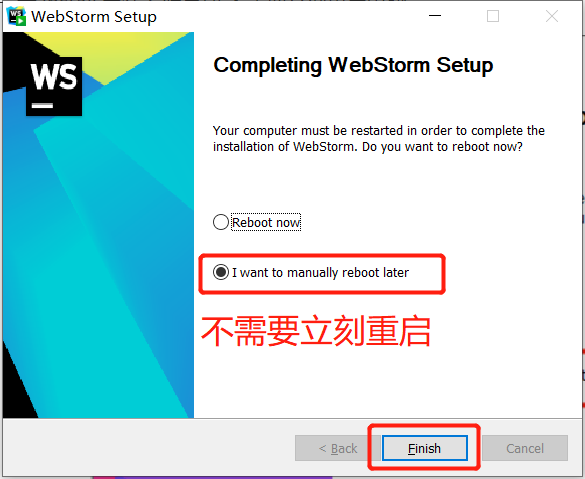 WebStorm Setup
WS
Completing WebStorm Setup
Your computer must be restarted in order to complete the
installation of WebStorm. Do you want to reboot now?
Reboot now
I want to manually reboot later
不需要立刻重启
< Back
Finish
Cancel